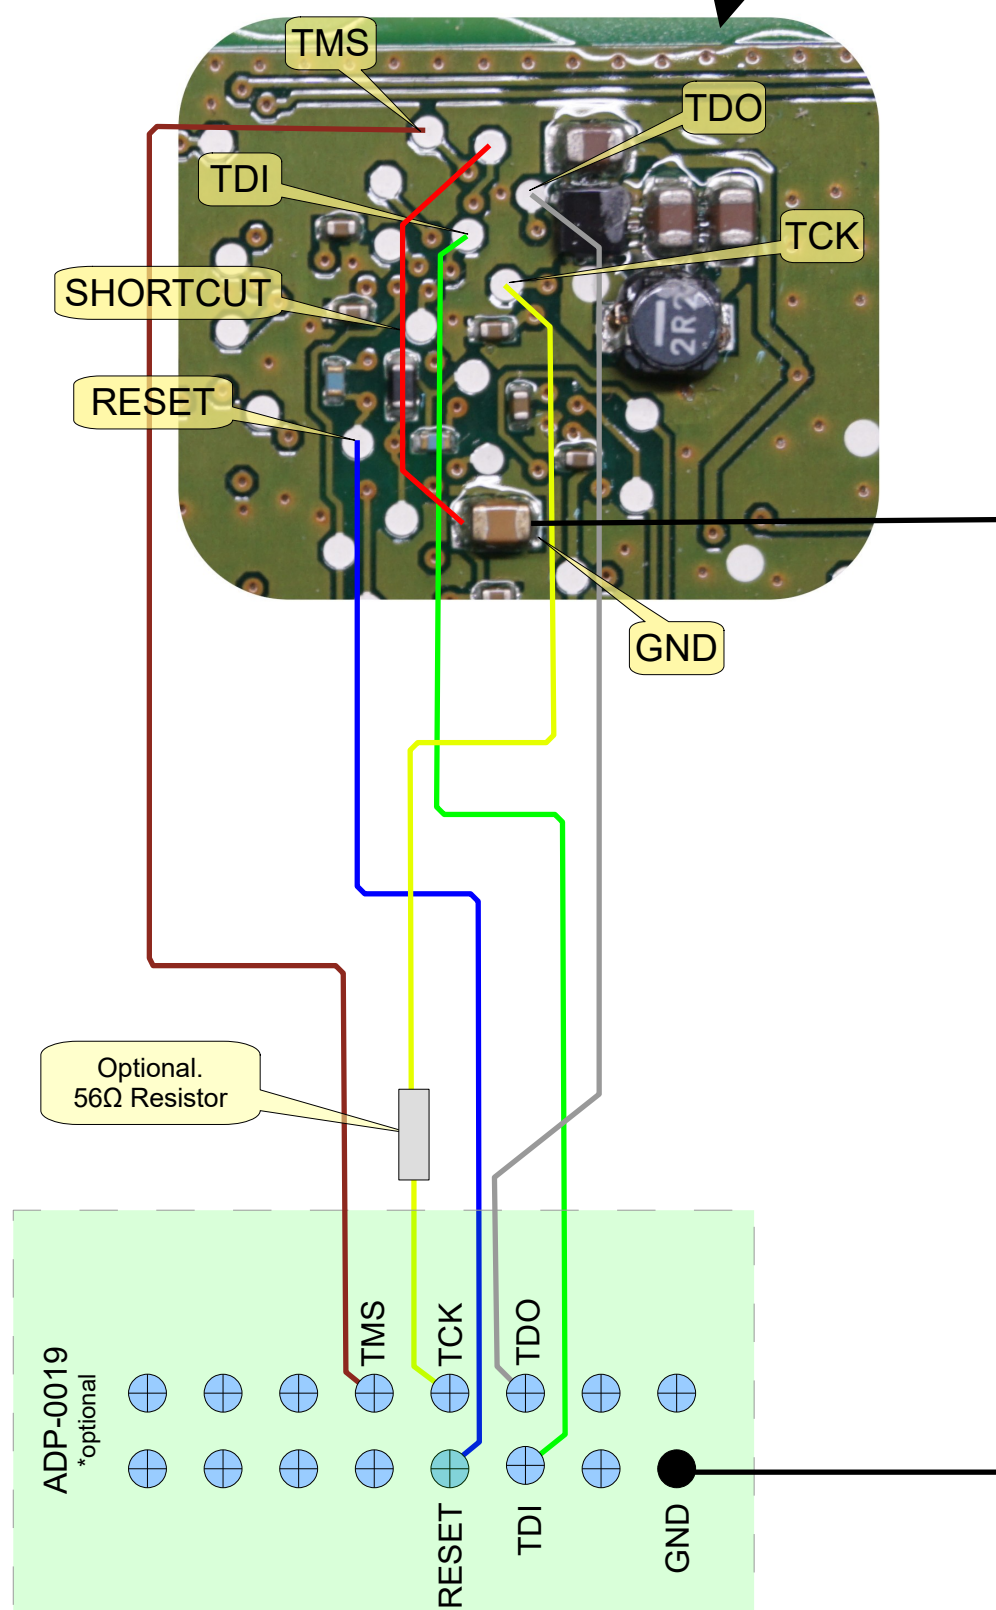 TMS
TDO
TDI
TCK
SHORTCUT
2R2
RESET
GND
Optional.
56Ω Resistor
TMS
TCK
TDO
ADP-0019
*optional
RESET
TDI
GND